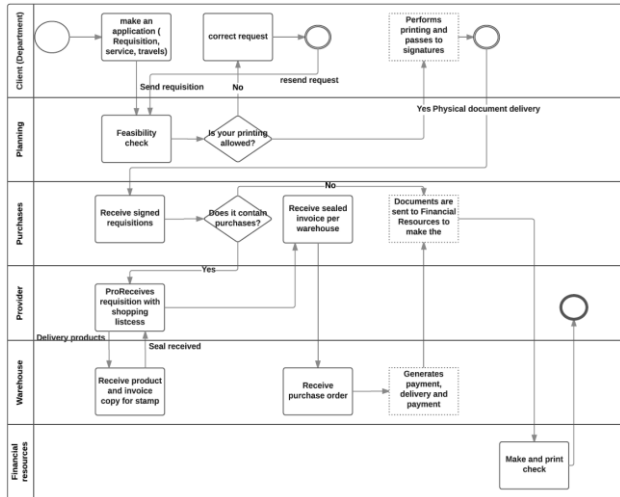 Client (Department)
make an
application (
Requisition,
service, travels)
correct request
Performs
printing and
passes to
signatures
Send requisition
resend request
No
Yes Physical document delivery
Planning
Feasibility
check
Is your printing
allowed?
No
Purchases
Receive signed
requisitions
Does it contain
purchases?
Receive sealed
invoice per
warehouse
Documents are
sent to Financial
Resources to
make the
Yes
Provider
ProReceives
requisition with
shopping
listcess
Delivery products
Seal received
Warehouse
Receive product
and invoice
copy for stamp
Receive
purchase order
Generates
payment,
delivery and
payment
Financial
resources
Make and print
check